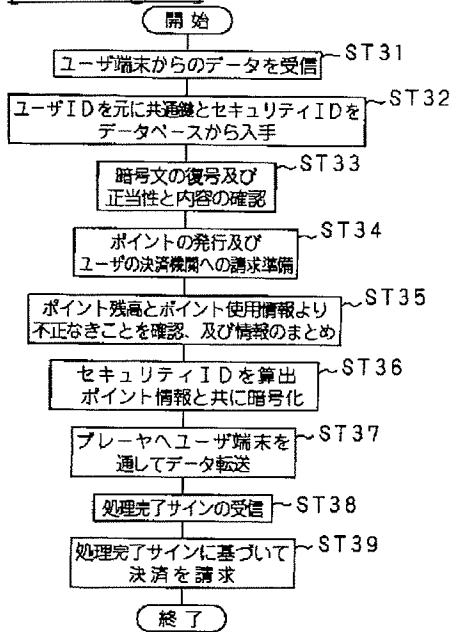 開始
ユーザ端末からのデータを受信
ST31
ユーザIDを元に共通鍵とセキュリティIDを
データベースから入手
ST32
暗号文の復号及び
正当性と内容の確認
ST33
ポイントの発行及び
ユーザの決済機関への請求準備
ST34
ポイント残高とポイント使用情報より
不正なきことを確認、及び情報のまとめ
ST35
セキュリティIDを算出
ポイント情報と共に暗号化
ST36
プレーヤへユーザ端末を
通してデータ転送
ST37
処理完了サインの受信
ST38
処理完了サインに基づいて
決済を請求
ST39
終了